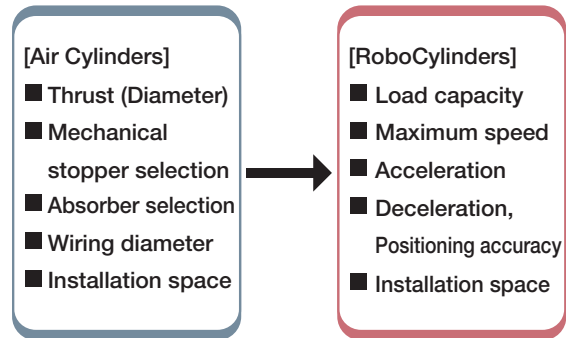 [Air Cylinders]
■ Thrust (Diameter)
■ Mechanical
stopper selection
■ Absorber selection
■ Wiring diameter
■ Installation space
[RoboCylinders]
■ Load capacity
■ Maximum speed
■ Acceleration
■ Deceleration,
Positioning accuracy
■ Installation space